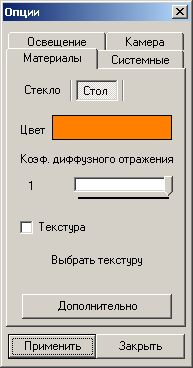 Опции
Освещение Камера
Материалы Системные
Стекло Стол
Цвет
Коэф. диффузного отражения
1
Текстура
Выбрать текстуру
Дополнительно
Применить Закрыть